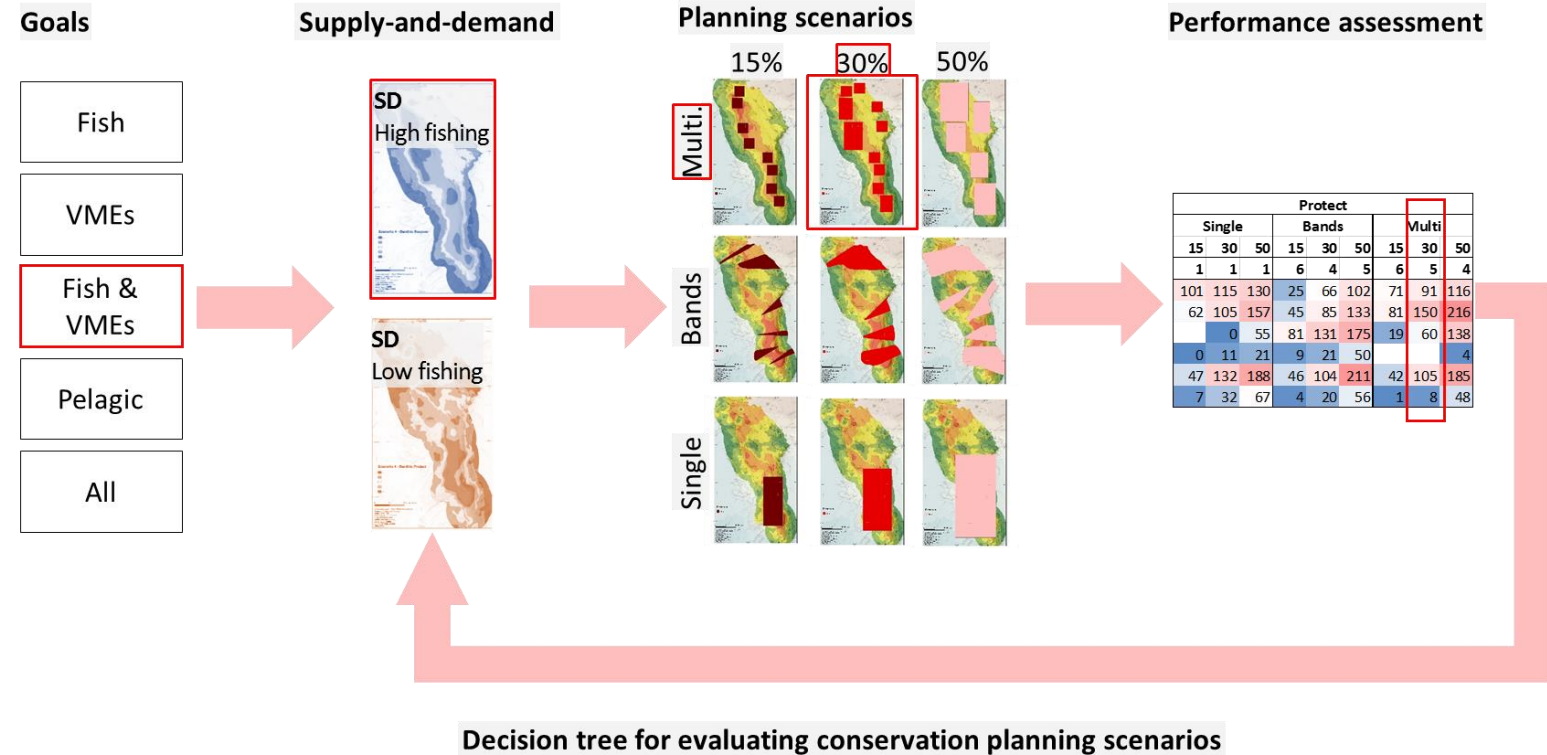 Goals
Supply-and-demand
Planning scenarios
Performance assessment
Fish
VMEs
Fish &
VMEs
Pelagic
All
SD
High fishing
SD
Low fishing
15% 30% 50%
Multi.
Bands
Single
Protect
Single Bands Multi
15 30 50 15 30 50 15 30 50
1 1 1 6 4 5 6 5 4
101 115 130 25 66 102 71 91 116
62 105 157 45 85 133 81 150 216
0 55 81 131 175 19 60 138
0 11 21 9 21 50 4
47 132 188 46 104 211 42 105 185
7 32 67 4 20 56 1 8 48
Decision tree for evaluating conservation planning scenarios